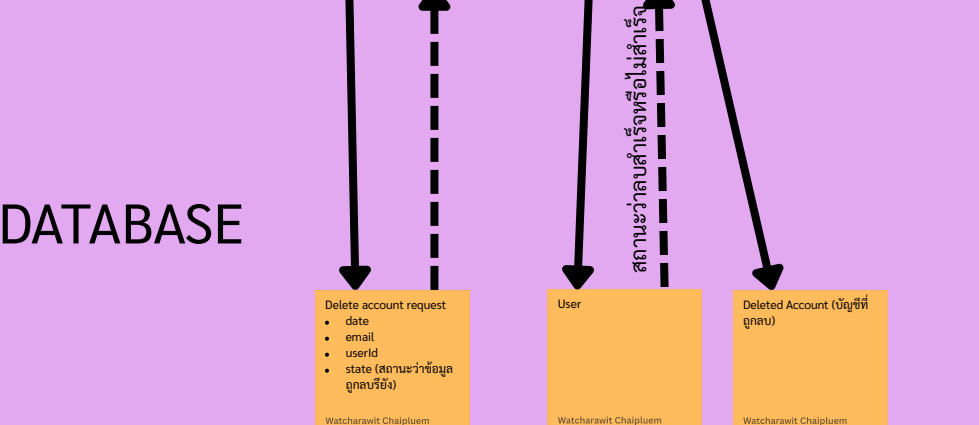 สถานะว่าลบสำเร็จหรือไม่สำเร็จ
DATABASE
Delete account request
• date
• email
• userId
• state (สถานะว่าข้อมูล
ถูกลบรึยัง)
Watcharawit Chaipluem
User
Watcharawit Chaipluem
Deleted Account (บัญชีที่
ถูกลบ)
Watcharawit Chaipluem